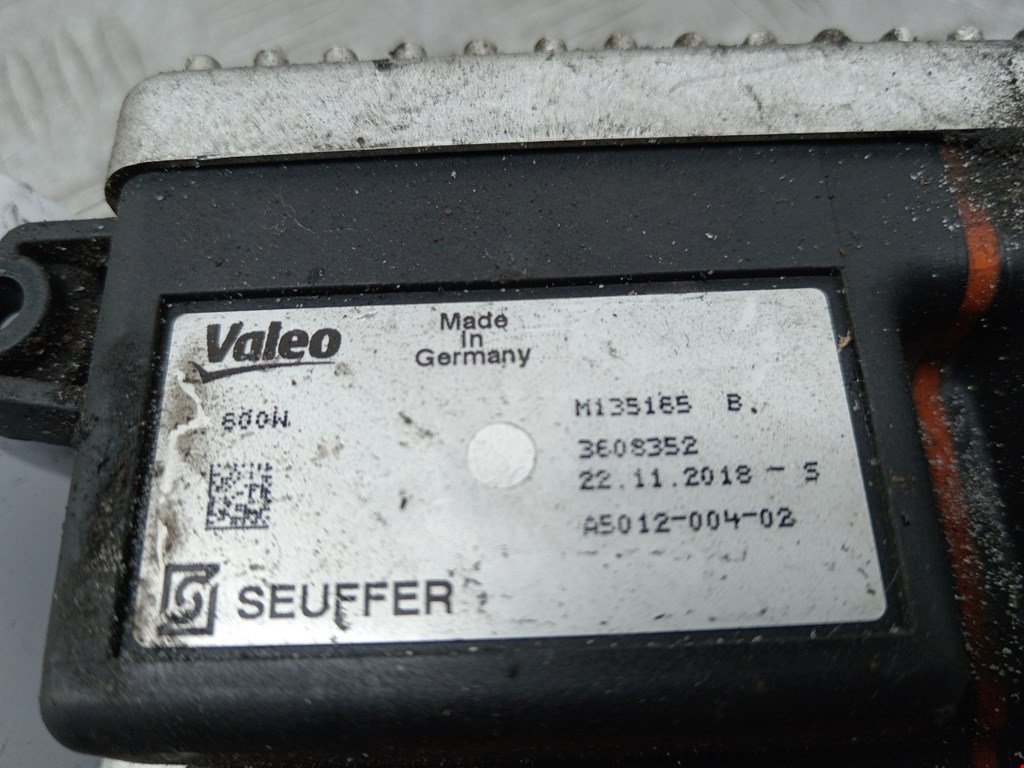 Valeo
Made
in
Germany
600W
M135165 B
3608352
22.11.2018 - S
A5012-004-02
SEUFFER